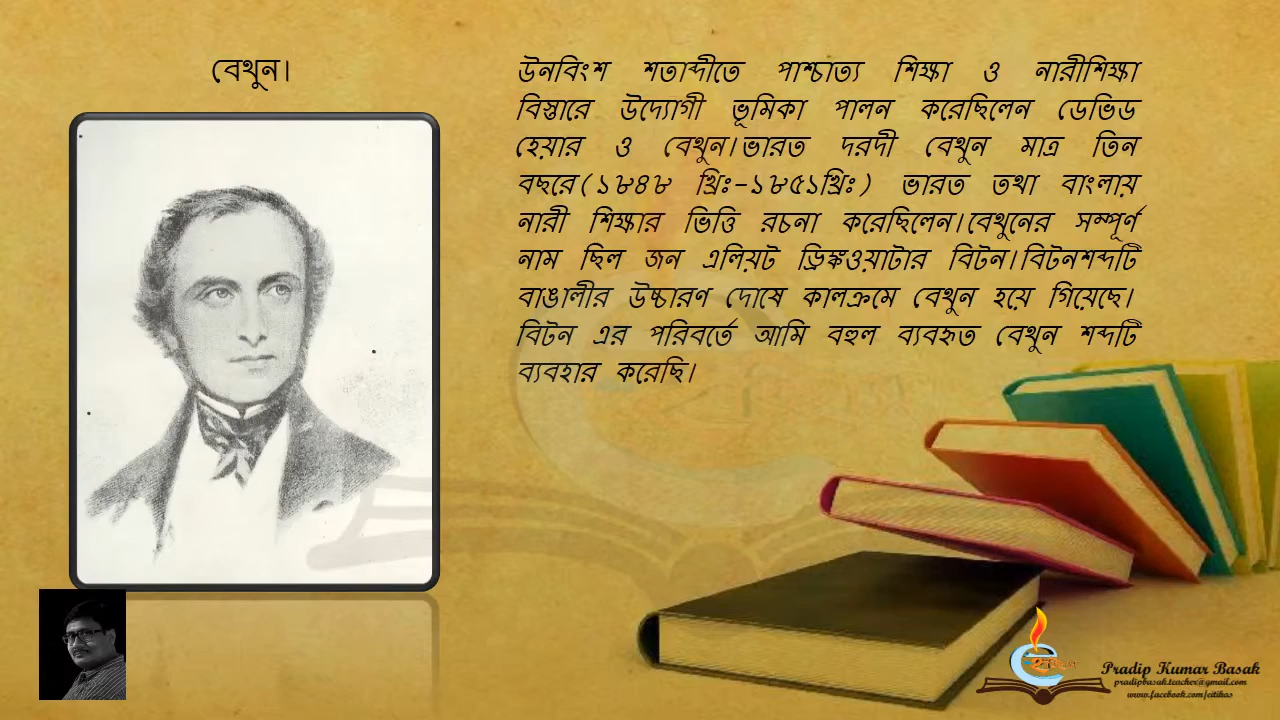 বেথুন।
উনবিংশ শতাব্দীতে পাশ্চাত্য শিক্ষা ও নারীশিক্ষা
বিস্তারে উদ্যোগী ভূমিকা পালন করেছিলেন ডেভিড
হেয়ার ও বেথুন।ভারত দরদী বেথুন মাত্র তিন
বছরে(১৮৪৮ খ্রিঃ-১৮৫১খ্রিঃ) ভারত তথা বাংলায়
নারী শিক্ষার ভিত্তি রচনা করেছিলেন।বেথুনের সম্পূর্ণ
নাম ছিল জন এলিয়ট ড্রিঙ্কওয়াটার বিটন।বিটনশব্দটি
বাঙালীর উচ্চারণ দোষে কালক্রমে বেথুন হয়ে গিয়েছে।
বিটন এর পরিবর্তে আমি বহুল ব্যবহৃত বেথুন শব্দটি
ব্যবহার করেছি।
Pradip Kumar Basak
pradipbasak.teacher@gmail.com
www.facebook.com/eitihas